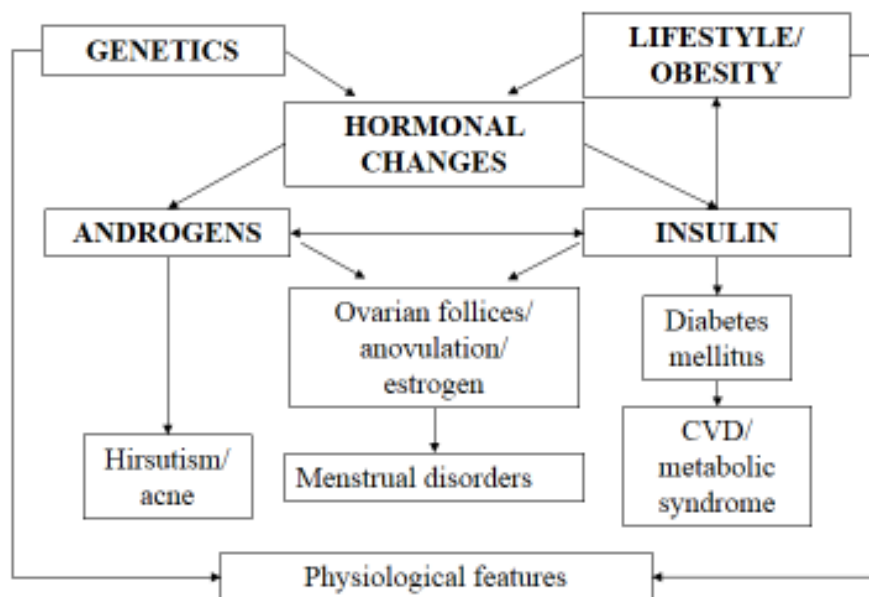 GENETICS
LIFESTYLE/
OBESITY
HORMONAL
CHANGES
ANDROGENS
INSULIN
Ovarian follices/
anovulation/
estrogen
Diabetes
mellitus
Hirsutism/
acne
Menstrual disorders
CVD/
metabolic
syndrome
Physiological features